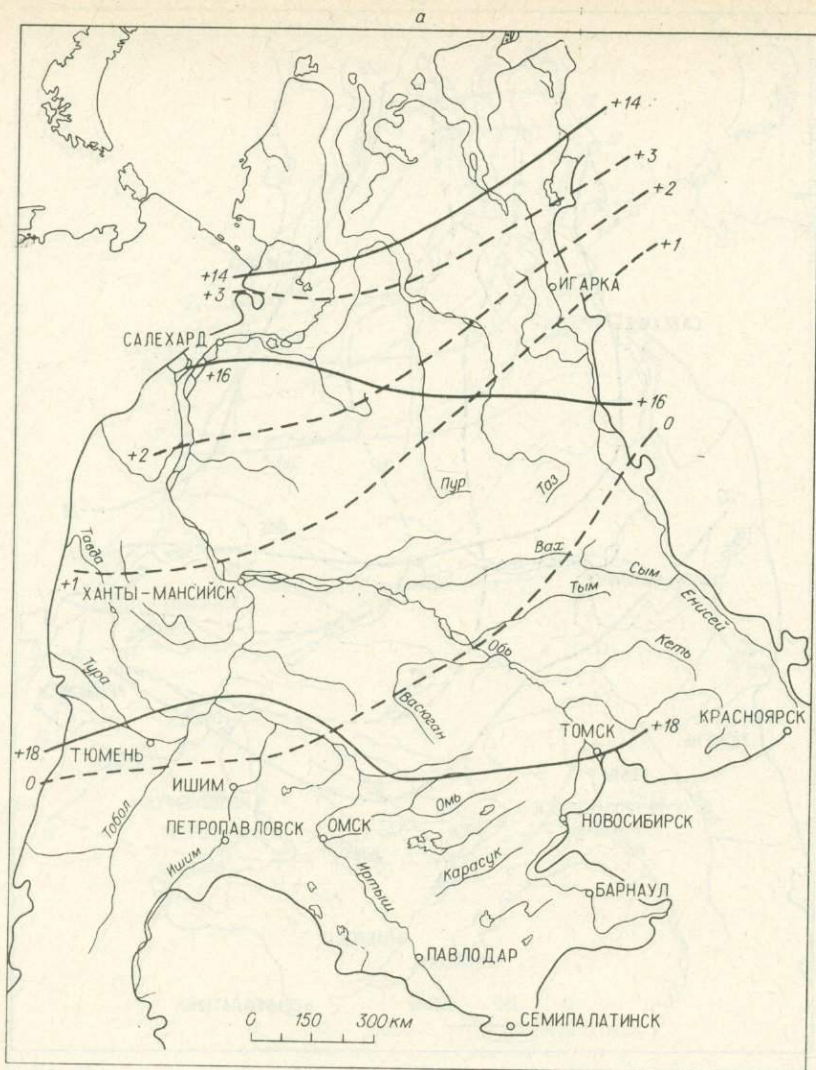 а
+14
+3
+2
+14
+1
+3
ИГАРКА
САЛЕХАРД
+16
+16
0
+2
Пур
Таз
Тавда
Вах
+1
ХАНТЫ-МАНСИЙСК
Сым
Тым
Енисей
Обь
Кеть
Тура
Васюган
КРАСНОЯРСК
+18
ТОМСК
+18
ТЮМЕНЬ
0
ИШИМ
Тобол
Омь
НОВОСИБИРСК
ПЕТРОПАВЛОВСК
ОМСК
Ишим
Карасук
Иртыш
БАРНАУЛ
ПАВЛОДАР
0 150 300 км
СЕМИПАЛАТИНСК